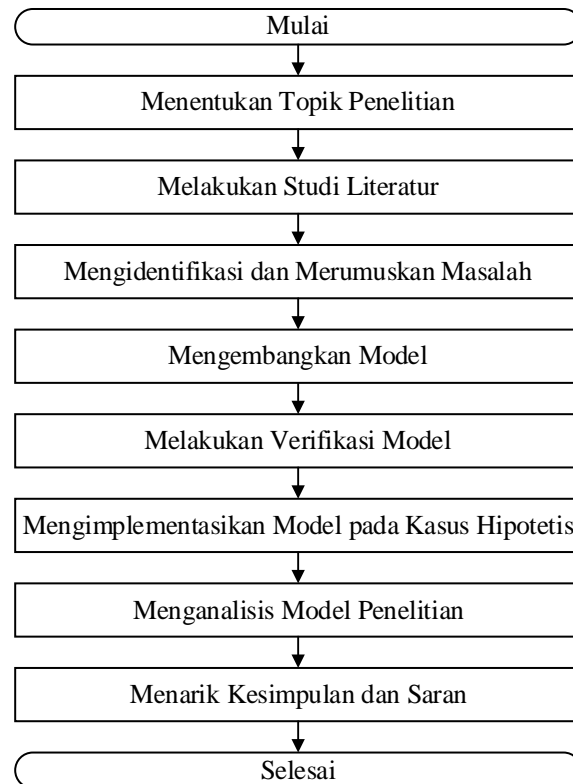 Mulai
Menentukan Topik Penelitian
Melakukan Studi Literatur
Mengidentifikasi dan Merumuskan Masalah
Mengembangkan Model
Melakukan Verifikasi Model
Mengimplementasikan Model pada Kasus Hipotetis
Menganalisis Model Penelitian
Menarik Kesimpulan dan Saran
Selesai